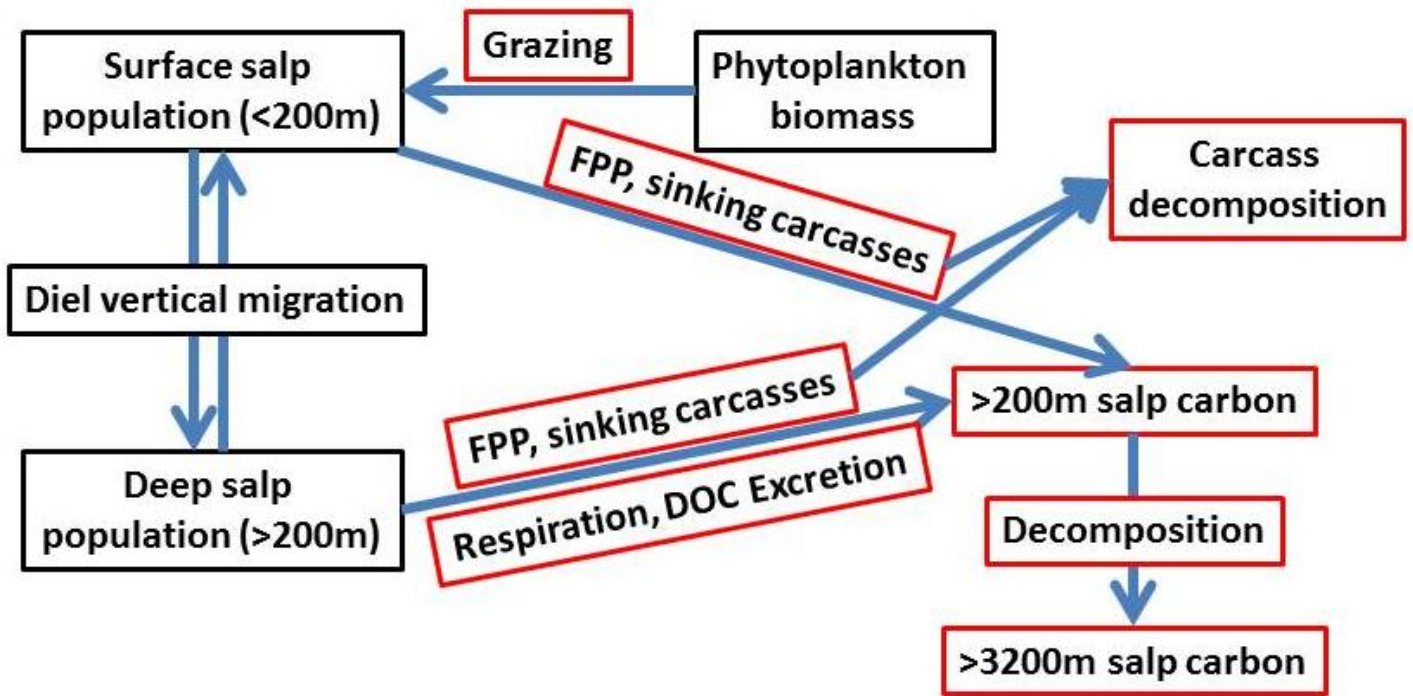 Grazing
Surface salp
population (<200m)
Phytoplankton
biomass
FPP, sinking carcasses
Carcass
decomposition
Diel vertical migration
FPP, sinking carcasses
>200m salp carbon
Deep salp
population (>200m)
Respiration, DOC Excretion
Decomposition
>3200m salp carbon